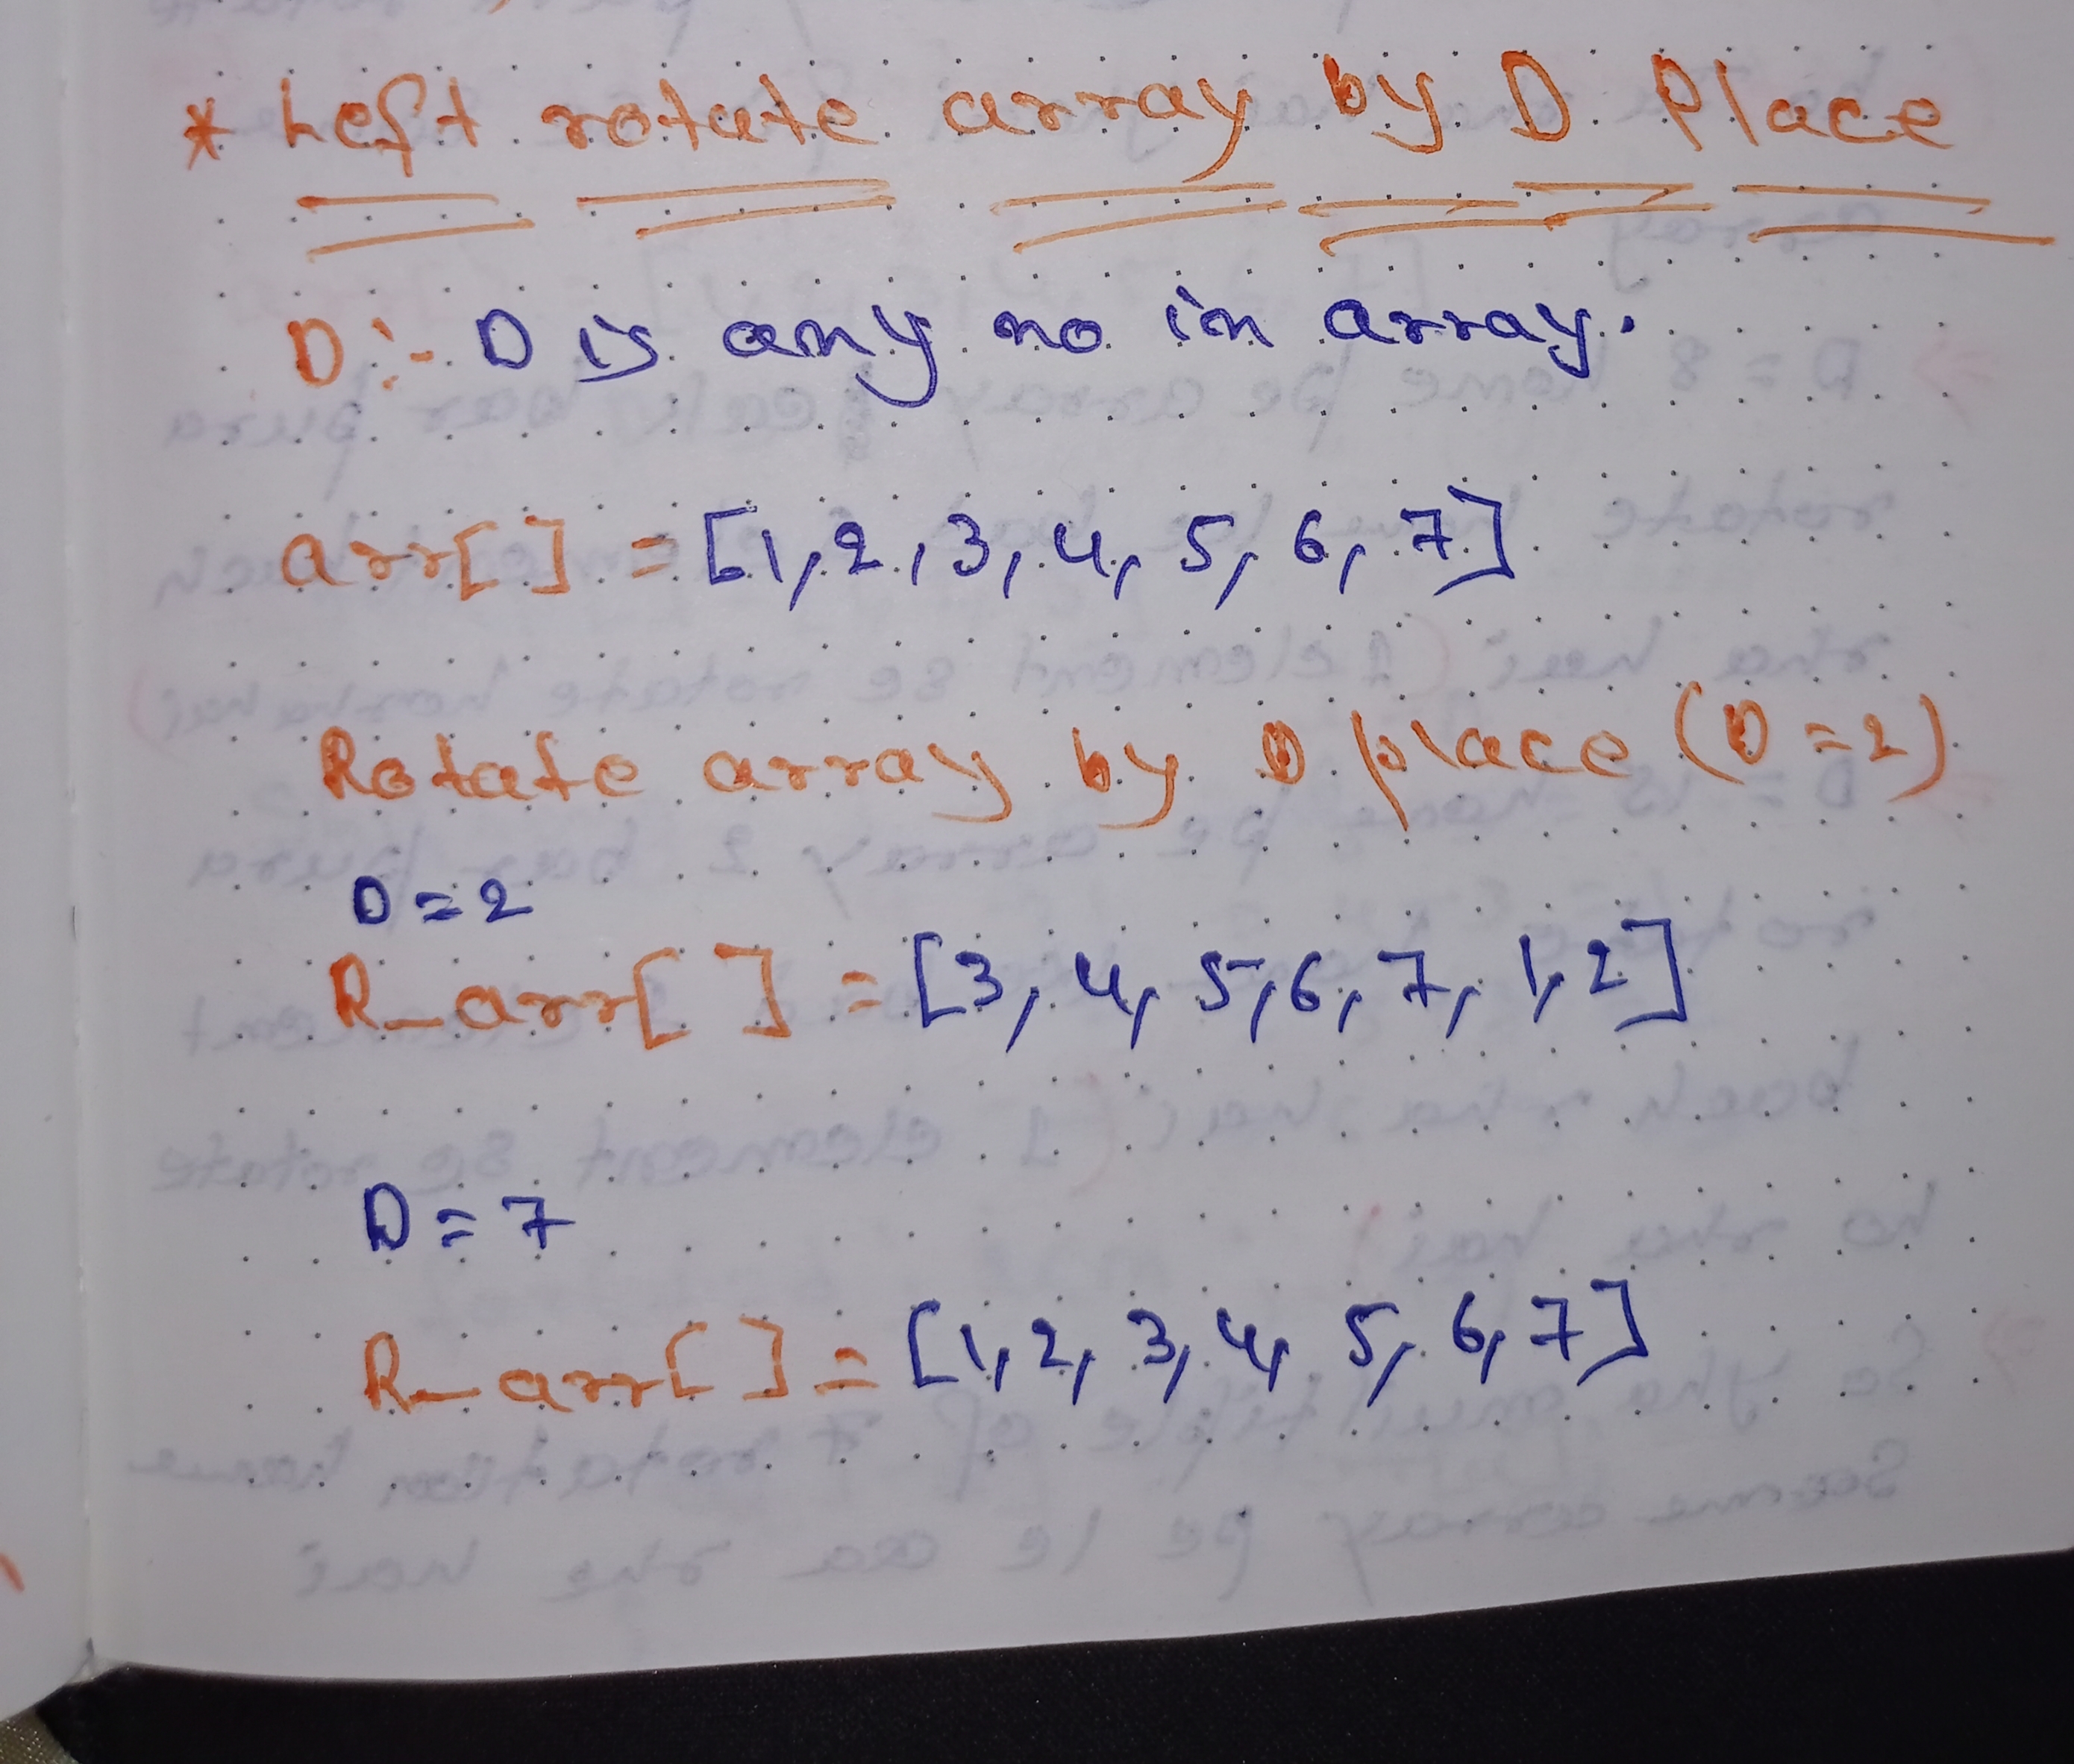 * Left rotate array by D Place
D :- D is any no in array.
arr[ ] = [1, 2, 3, 4, 5, 6, 7]
Rotate array by D place (D = 2)
D = 2
R_arr[ ] = [3, 4, 5, 6, 7, 1, 2]
D = 7
R_arr[ ] = [1, 2, 3, 4, 5, 6, 7]